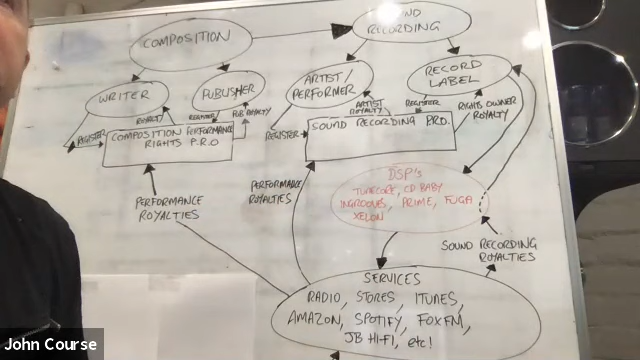 COMPOSITION
SOUND RECORDING
WRITER
PUBLISHER
ARTIST/
PERFORMER
RECORD
LABEL
REGISTER
ROYALTY
REGISTER
PUB ROYALTY
COMPOSITION PERFORMANCE
RIGHTS P.R.O
REGISTER
ARTIST
ROYALTY
REGISTER
RIGHTS OWNER
ROYALTY
SOUND RECORDING P.R.O.
PERFORMANCE
ROYALTIES
PERFORMANCE
ROYALTIES
DSP's
TUNECORE, CD BABY
INGROOVES, PRIME, FUGA
XELON
SOUND RECORDING
ROYALTIES
SERVICES
RADIO, STORES, ITUNES,
AMAZON, SPOTIFY, FOXFM,
JB HI-FI, etc!
John Course